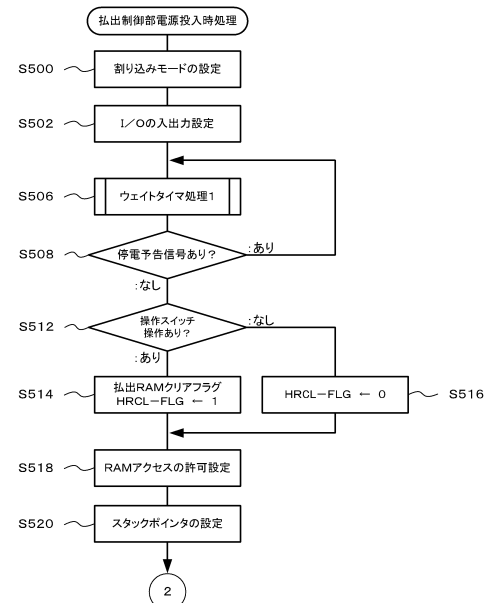 払出制御部電源投入時処理
S500
割り込みモードの設定
S502
I/Oの入出力設定
S506
ウェイトタイマ処理1
S508
停電予告信号あり?
:あり
:なし
S512
操作スイッチ
操作あり?
:なし
:あり
S514
払出RAMクリアフラグ
HRCL-FLG ← 1
HRCL-FLG ← 0
S516
S518
RAMアクセスの許可設定
S520
スタックポインタの設定
2